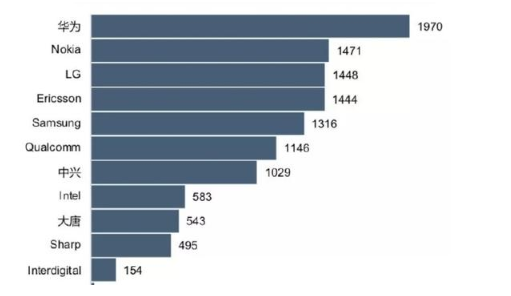 华为 1970
Nokia 1471
LG 1448
Ericsson 1444
Samsung 1316
Qualcomm 1146
中兴 1029
Intel 583
大唐 543
Sharp 495
Interdigital 154